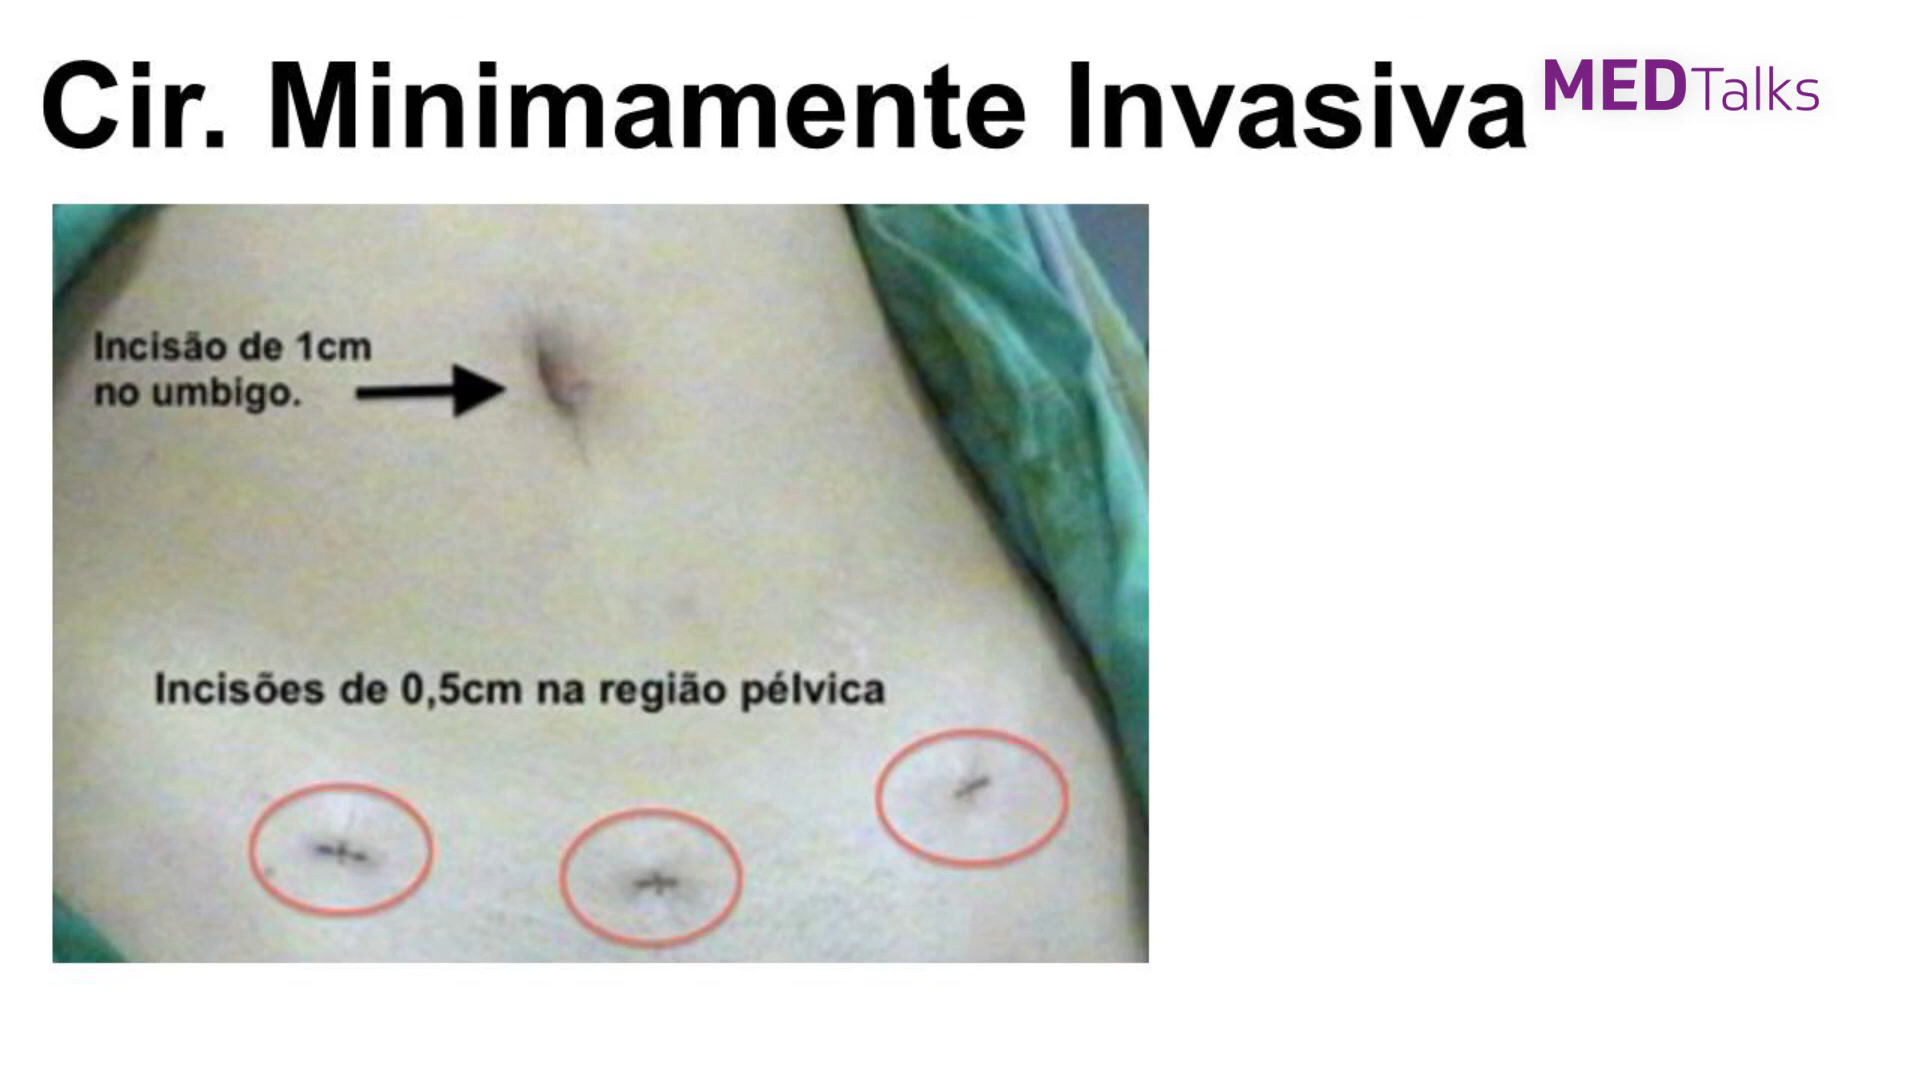 Cir. Minimamente Invasiva
MEDTalks
Incisão de 1cm
no umbigo.
Incisões de 0,5cm na região pélvica